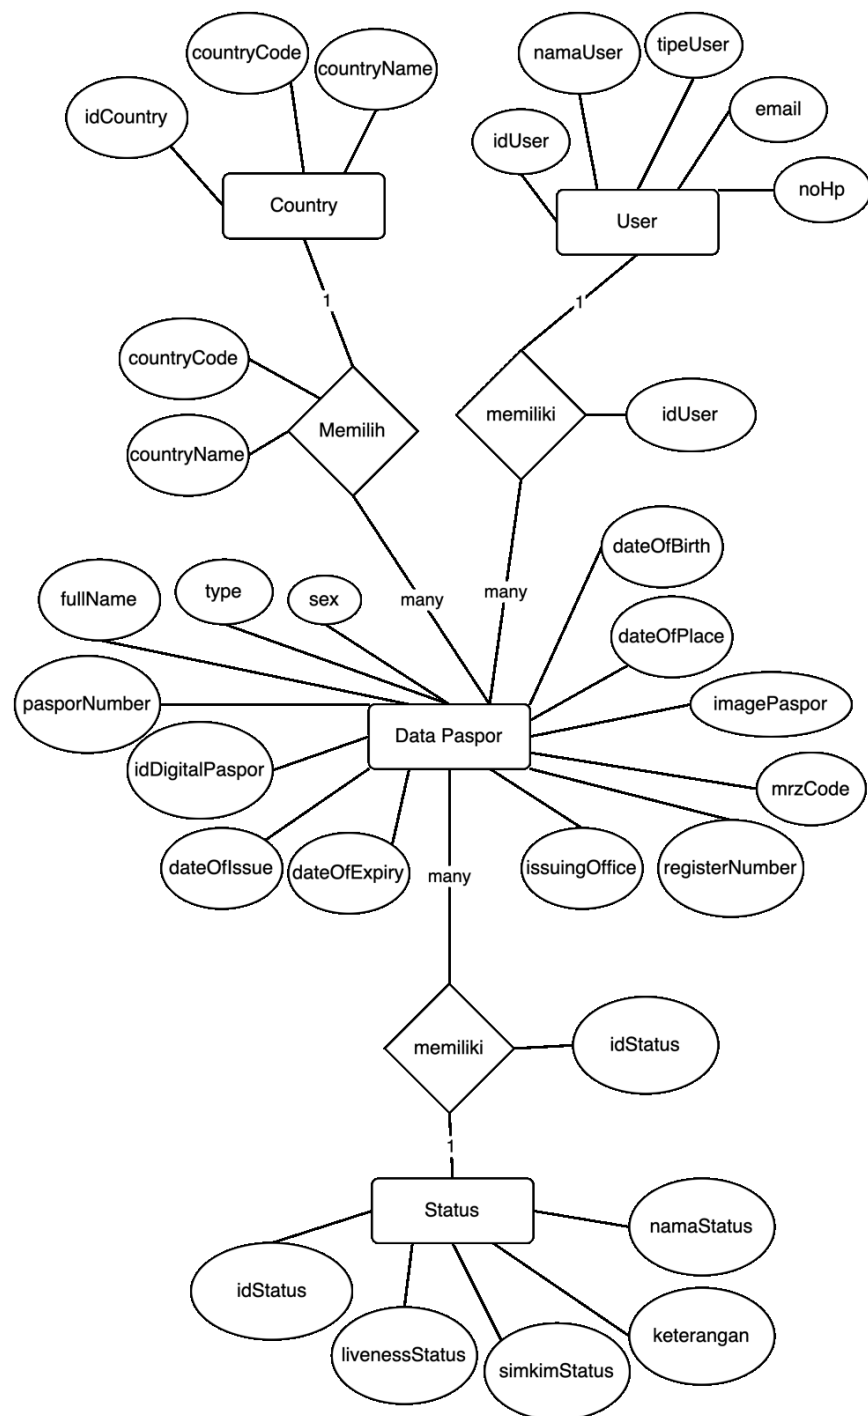 countryCode
countryName
idCountry
Country
namaUser
tipeUser
email
idUser
noHp
User
1
1
countryCode
countryName
Memilih
memiliki
idUser
many
many
fullName
type
sex
dateOfBirth
dateOfPlace
pasporNumber
imagePaspor
Data Paspor
idDigitalPaspor
mrzCode
dateOfIssue
dateOfExpiry
many
issuingOffice
registerNumber
memiliki
idStatus
1
Status
namaStatus
idStatus
livenessStatus
simkimStatus
keterangan